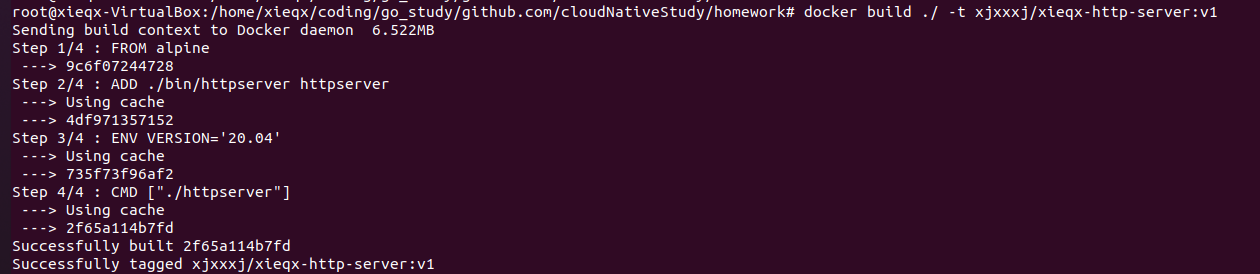 root@xieqx-VirtualBox:/home/xieqx/coding/go_study/github.com/cloudNativeStudy/homework# docker build ./ -t xjxxxj/xieqx-http-server:v1
Sending build context to Docker daemon  6.522MB
Step 1/4 : FROM alpine
 ---> 9c6f07244728
Step 2/4 : ADD ./bin/httpserver httpserver
 ---> Using cache
 ---> 4df971357152
Step 3/4 : ENV VERSION='20.04'
 ---> Using cache
 ---> 735f73f96af2
Step 4/4 : CMD ["./httpserver"]
 ---> Using cache
 ---> 2f65a114b7fd
Successfully built 2f65a114b7fd
Successfully tagged xjxxxj/xieqx-http-server:v1